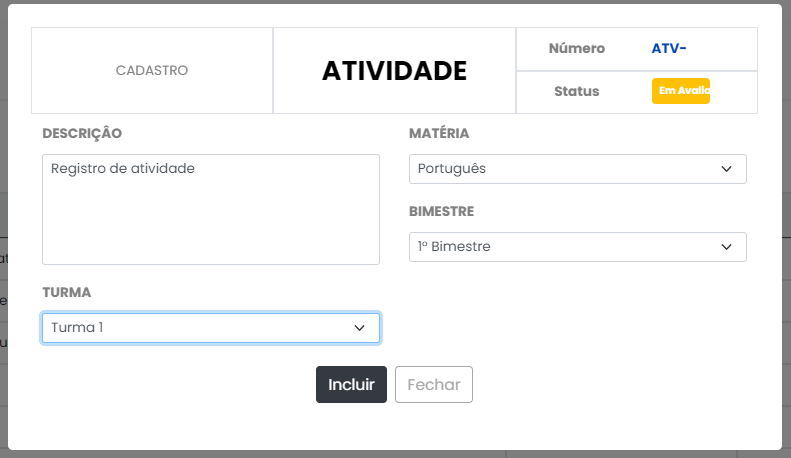 CADASTRO
ATIVIDADE
Número ATV-
Status Em Avalia
DESCRIÇÂO
Registro de atividade
MATÉRIA
Português
BIMESTRE
1º Bimestre
TURMA
Turma 1
Incluir Fechar